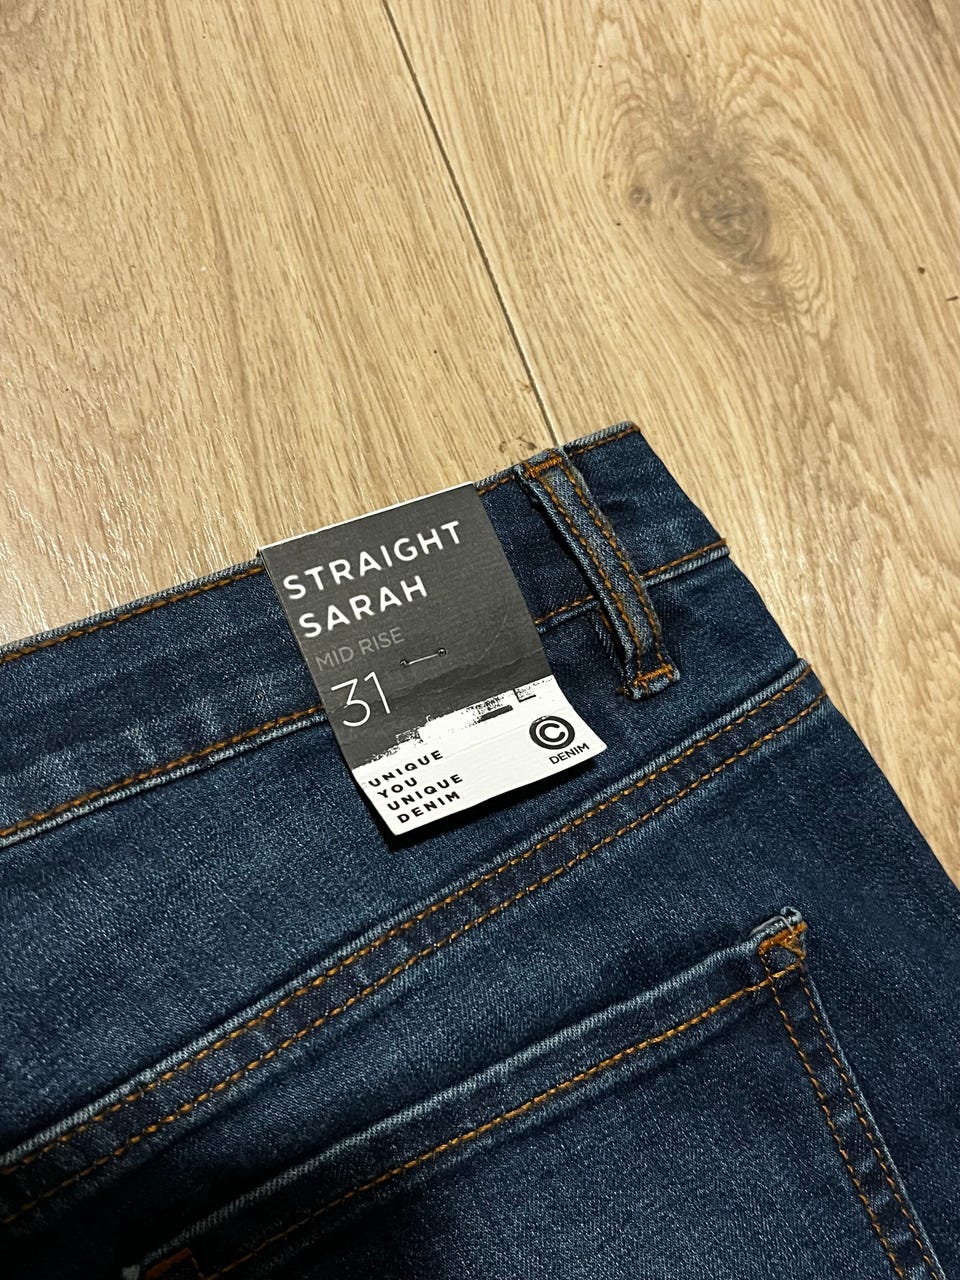 STRAIGHT
SARAH
MID RISE
31
UNIQUE
YOU
UNIQUE
DENIM
C
DENIM